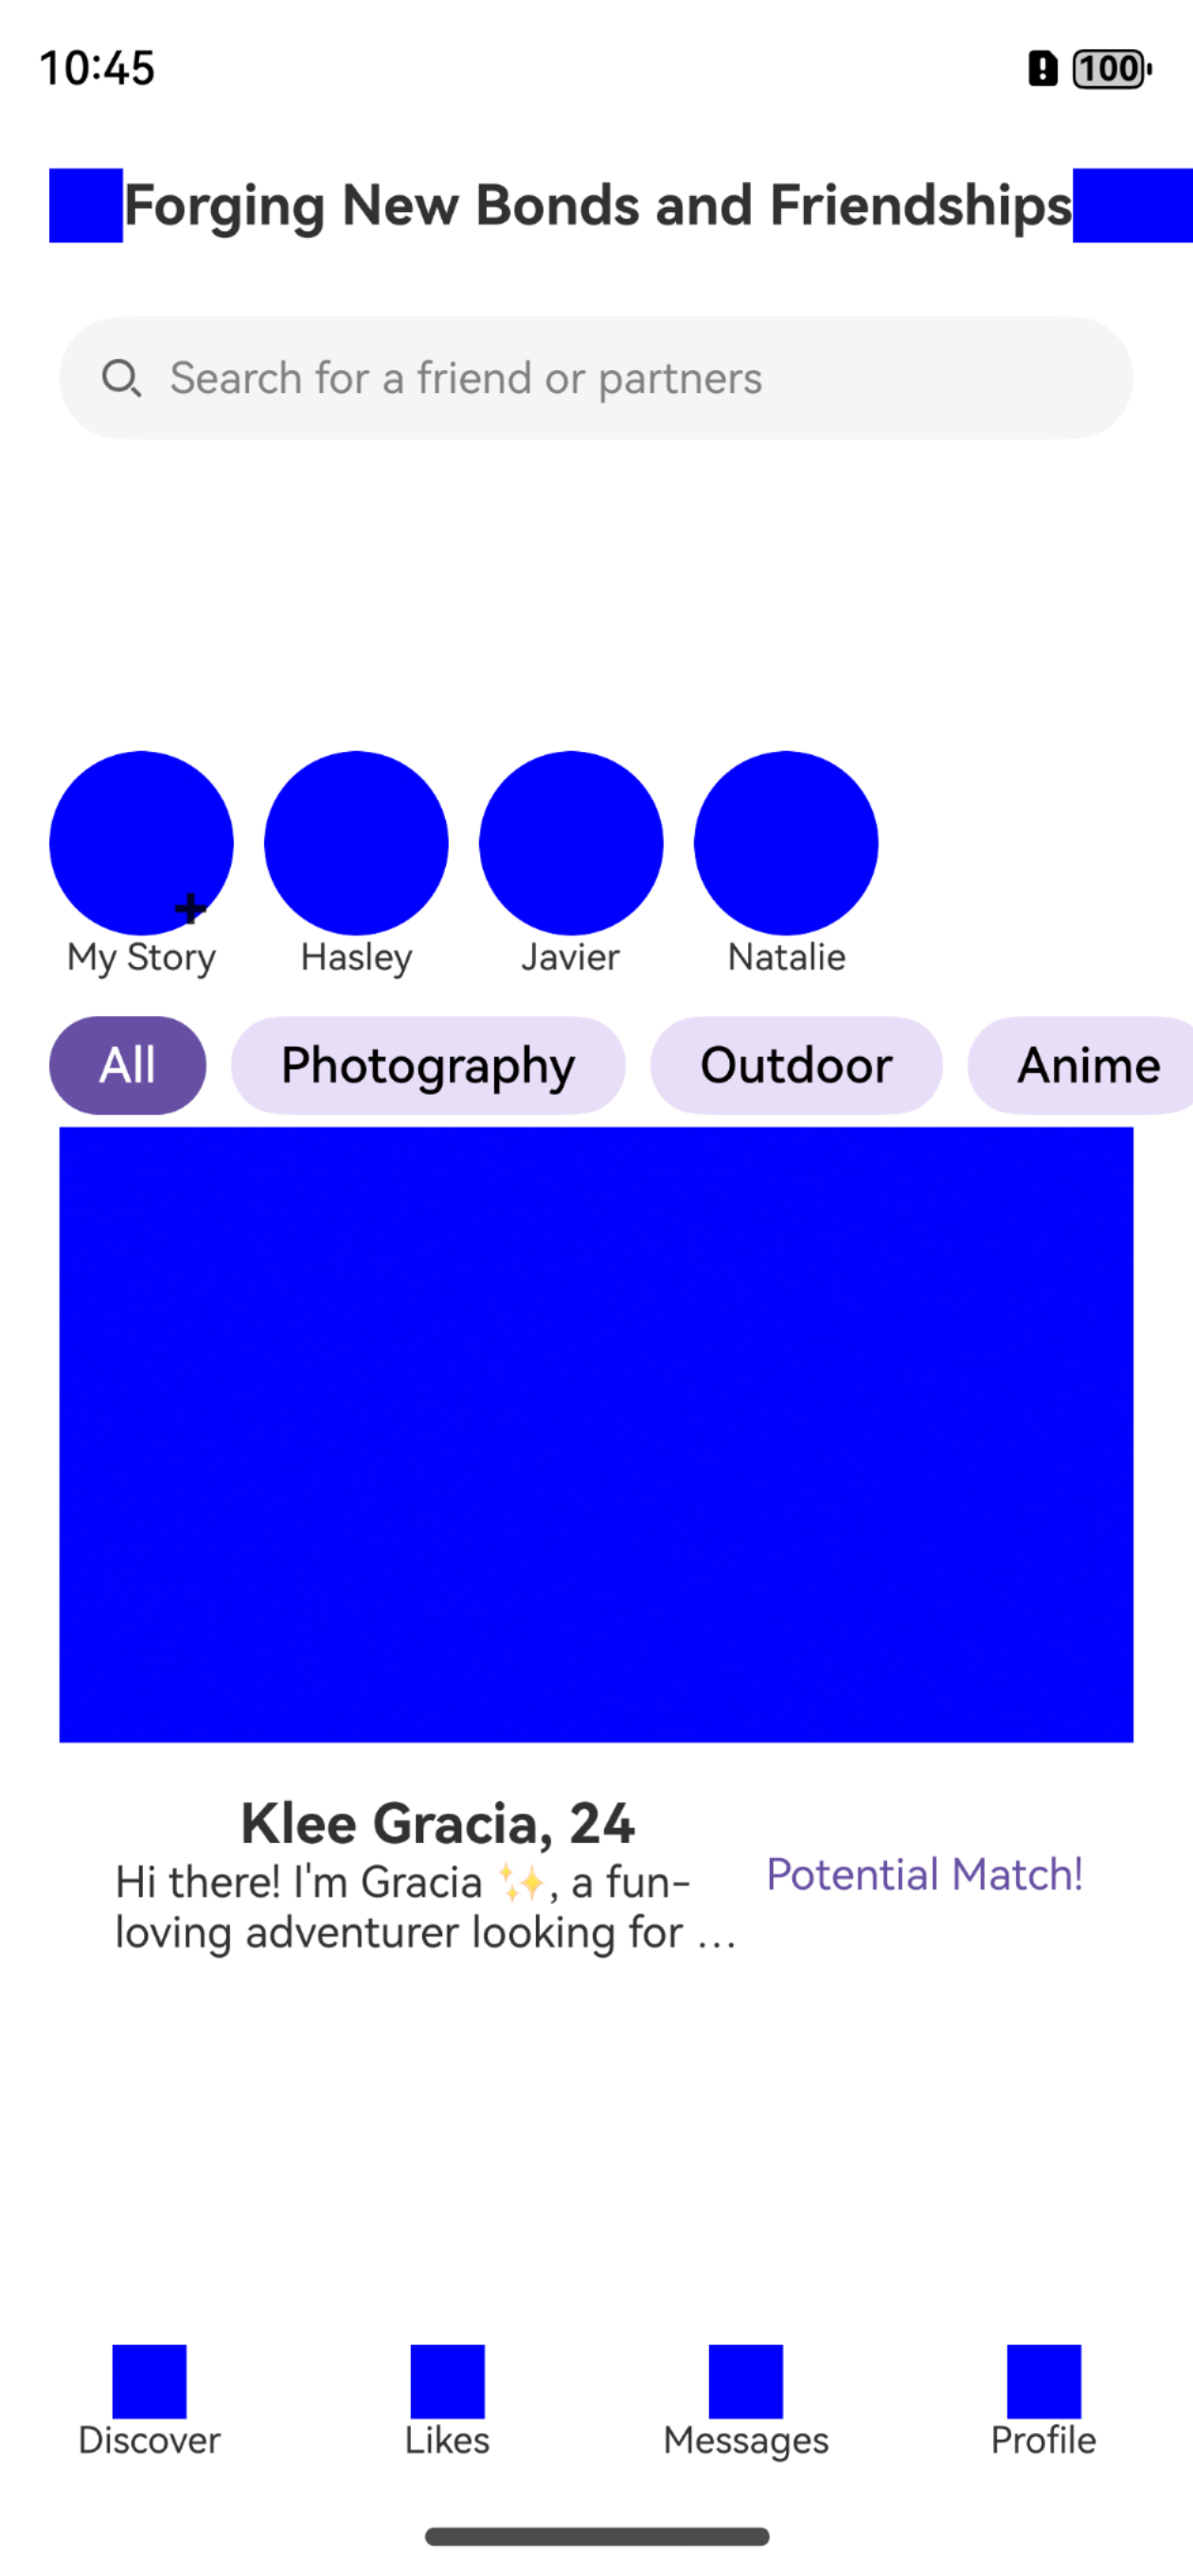 10:45
100
Forging New Bonds and Friendships
Search for a friend or partners
My Story
Hasley
Javier
Natalie
All
Photography
Outdoor
Anime
Klee Gracia, 24
Hi there! I'm Gracia ✨, a fun-
loving adventurer looking for ...
Potential Match!
Discover
Likes
Messages
Profile